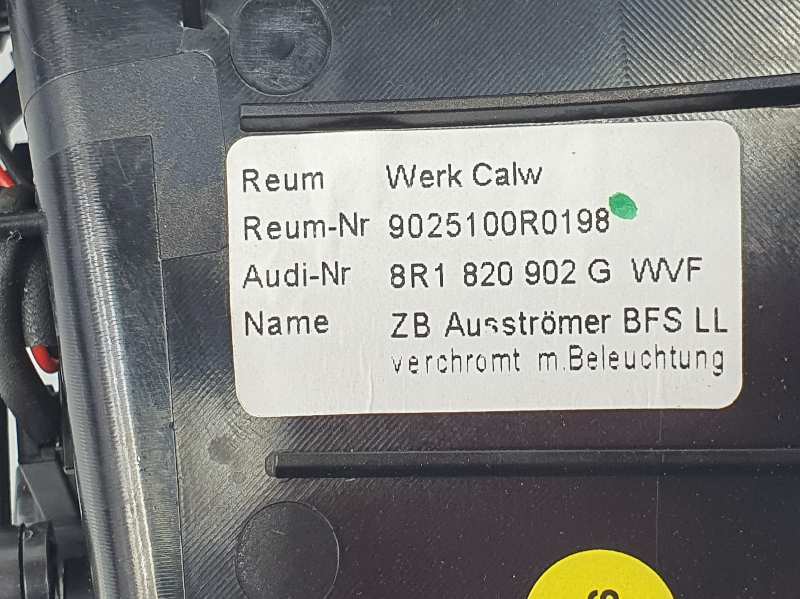 Reum Werk Calw
Reum-Nr 9025100R0198
Audi-Nr 8R1 820 902 G WVF
Name ZB Ausströmer BFS LL
verchromt m.Beleuchtung